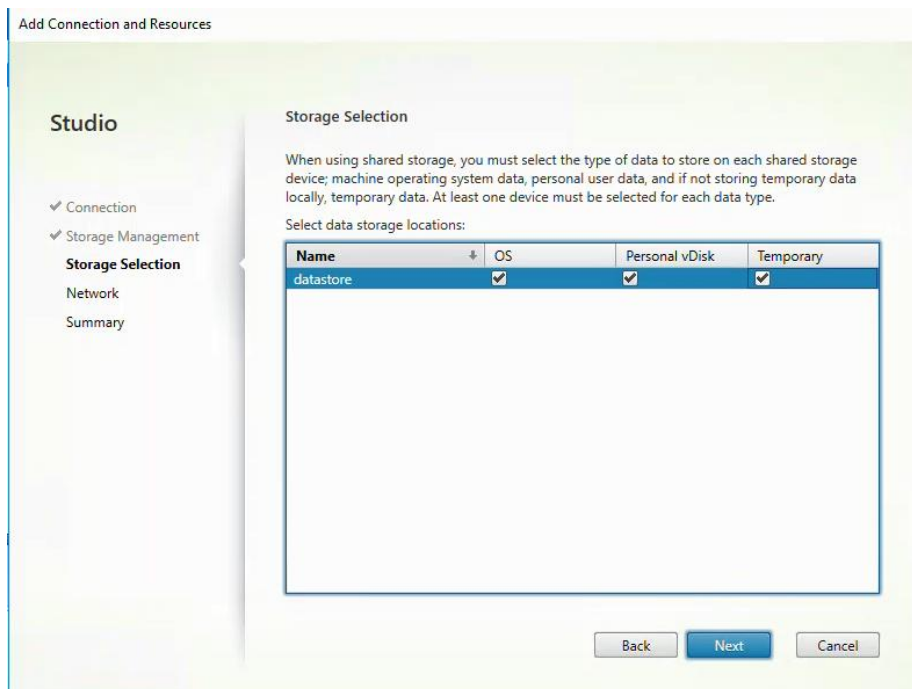 Add Connection and Resources
Studio
Connection
Storage Management
Storage Selection
Network
Summary
Storage Selection
When using shared storage, you must select the type of data to store on each shared storage
device; machine operating system data, personal user data, and if not storing temporary data
locally, temporary data. At least one device must be selected for each data type.
Select data storage locations:
Name OS Personal vDisk Temporary
datastore
Back Next Cancel